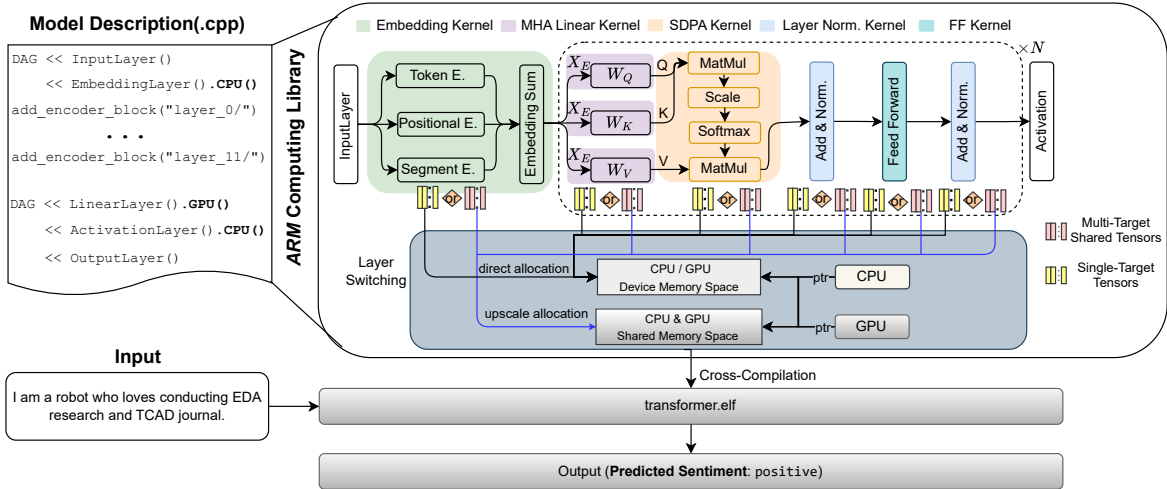 Model Description(.cpp)
DAG << InputLayer()
<< EmbeddingLayer().CPU()
add_encoder_block("layer_0/")
...
add_encoder_block("layer_11/")
DAG << LinearLayer().GPU()
<< ActivationLayer().CPU()
<< OutputLayer()
ARM Computing Library
Embedding Kernel
MHA Linear Kernel
SDPA Kernel
Layer Norm. Kernel
FF Kernel
×N
InputLayer
Token E.
Positional E.
Segment E.
Embedding Sum
X_E
W_Q
Q
X_E
W_K
K
X_E
W_V
V
MatMul
Scale
Softmax
MatMul
Add & Norm.
Feed Forward
Add & Norm.
Activation
or
or
or
or
or
or
Multi-Target
Shared Tensors
Single-Target
Tensors
Layer
Switching
direct allocation
CPU / GPU
Device Memory Space
ptr
CPU
upscale allocation
CPU & GPU
Shared Memory Space
ptr
GPU
Cross-Compilation
Input
I am a robot who loves conducting EDA
research and TCAD journal.
transformer.elf
Output (Predicted Sentiment: positive)